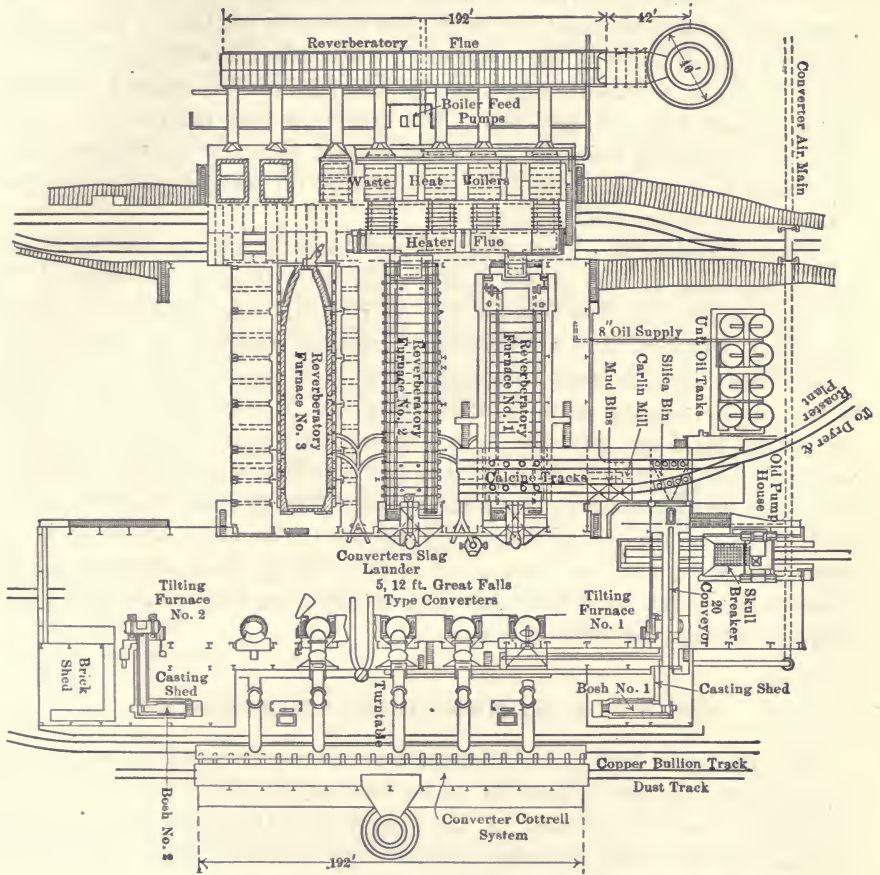 192'
42'
Reverberatory Flue
40'
Converter Air Main
Boiler Feed
Pumps
Waste Heat Boilers
Heater Flue
8" Oil Supply
Unit Oil Tanks
Reverberatory
Furnace No. 3
Reverberatory
Furnace No. 2
Reverberatory
Furnace No. 1
Mud Bins
Carlin Mill
Silica Bin
To Dryer &
Roaster
Plant
Calcine Tracks
Old Pump
House
Converters Slag
Launder
5, 12 ft. Great Falls
Type Converters
Tilting
Furnace
No. 2
Tilting
Furnace
No. 1
20
Conveyor
Skull
Breaker
Brick
Shed
Casting
Shed
Turntable
Bosh No. 1
Casting Shed
Bosh No. 2
Copper Bullion Track
Dust Track
Converter Cottrell
System
192'